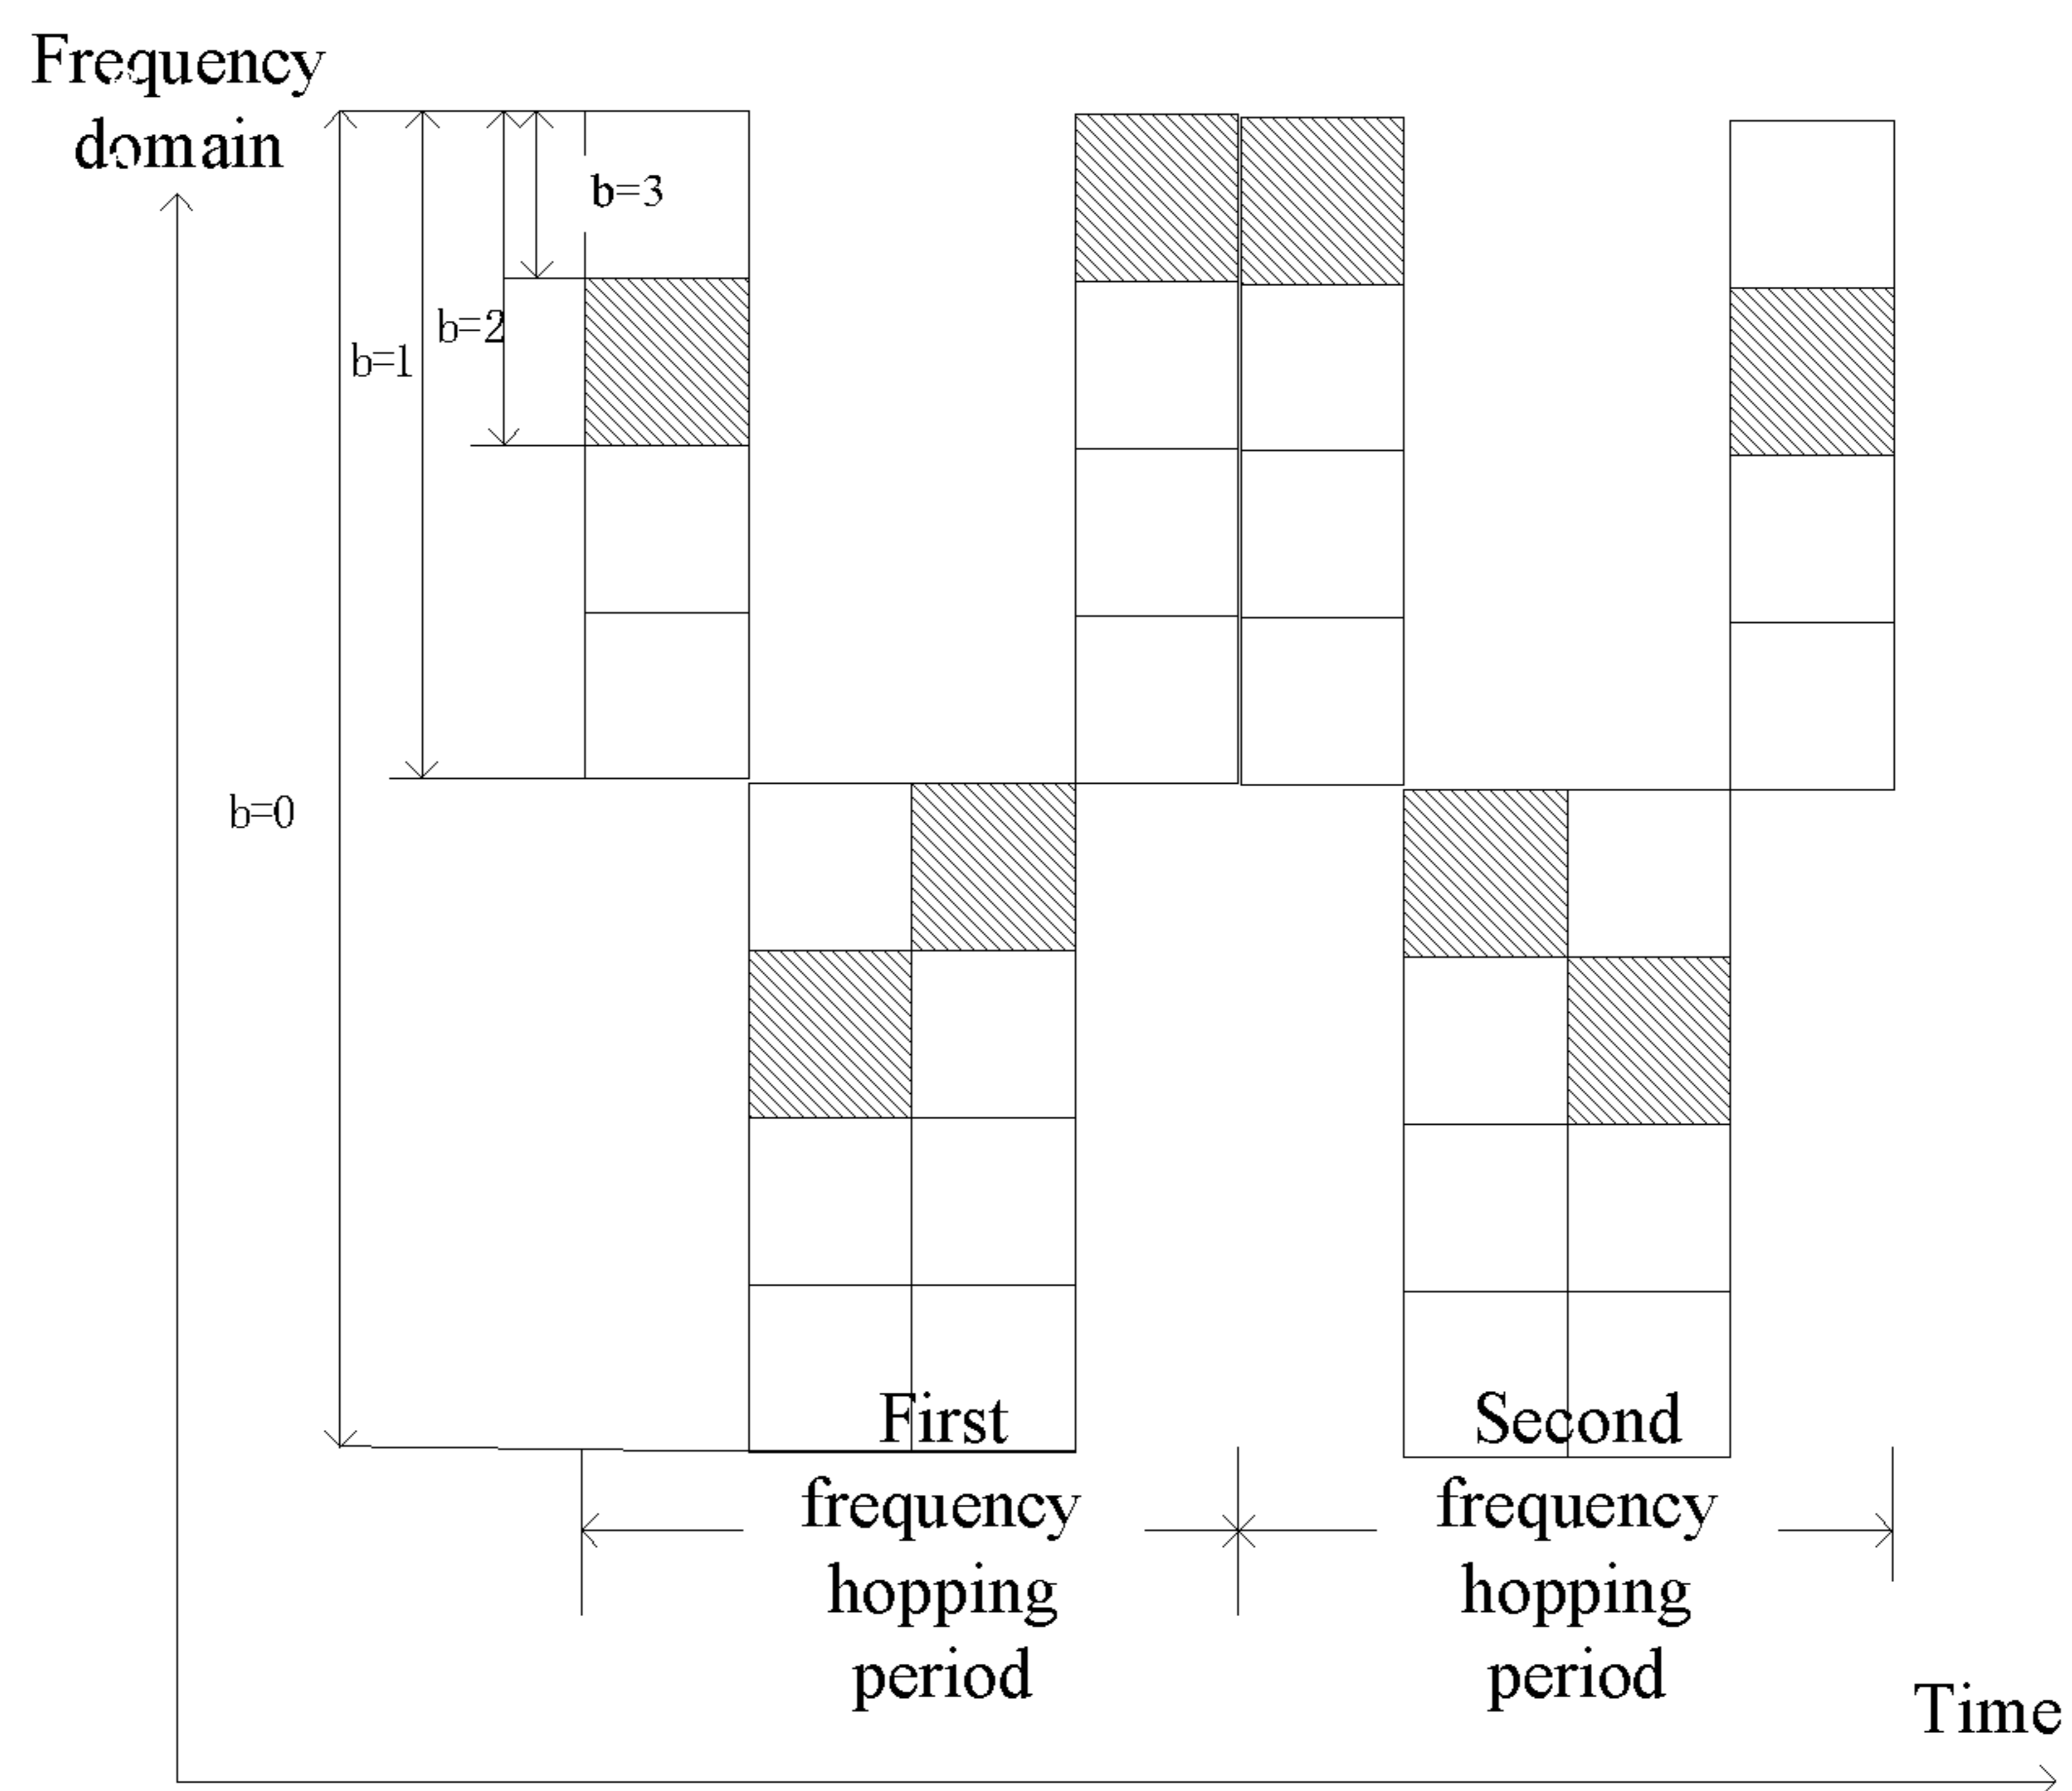 Frequency
domain
b=3
b=2
b=1
b=0
First
frequency
hopping
period
Second
frequency
hopping
period
Time